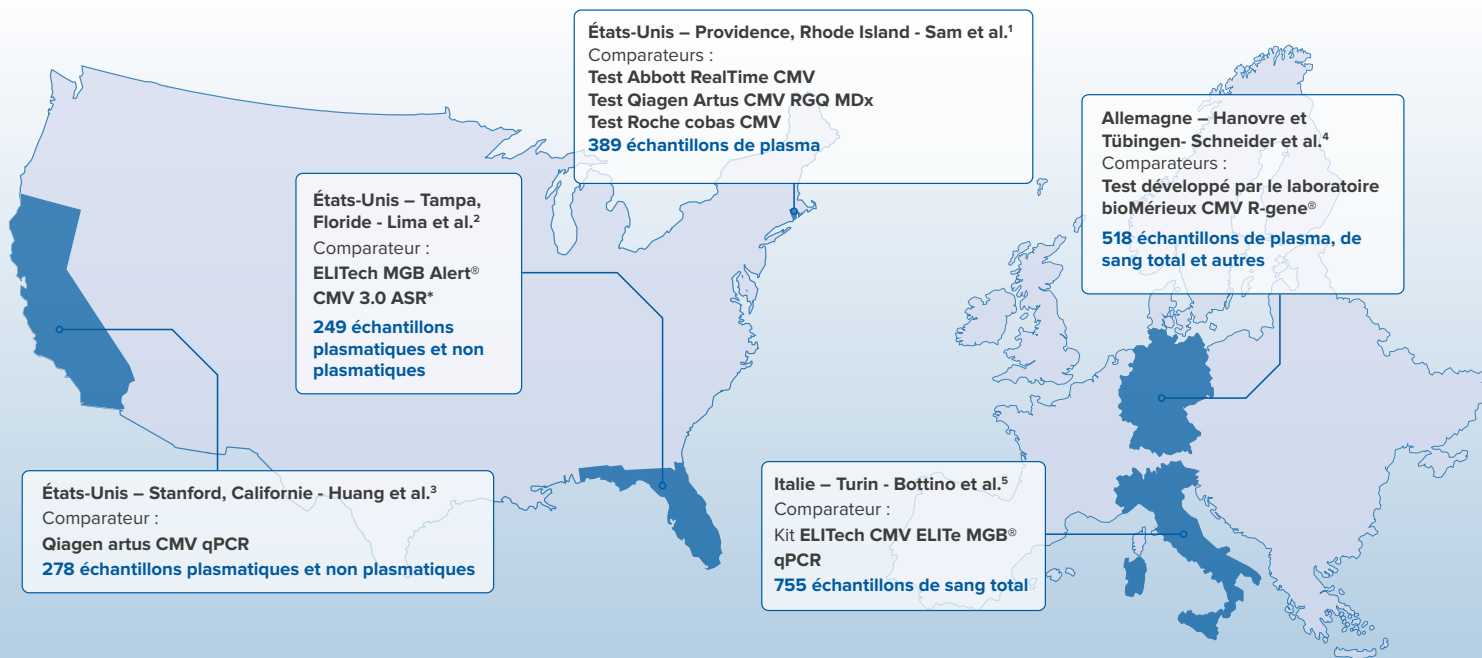 États-Unis – Providence, Rhode Island - Sam et al.¹
Comparateurs :
Test Abbott RealTime CMV
Test Qiagen Artus CMV RGQ MDx
Test Roche cobas CMV
389 échantillons de plasma
Allemagne – Hanovre et
Tübingen- Schneider et al.⁴
Comparateurs :
Test développé par le laboratoire
bioMérieux CMV R-gene®
518 échantillons de plasma, de
sang total et autres
États-Unis – Tampa,
Floride - Lima et al.²
Comparateur :
ELITech MGB Alert®
CMV 3.0 ASR*
249 échantillons
plasmatiques et non
plasmatiques
États-Unis – Stanford, Californie - Huang et al.³
Comparateur :
Qiagen artus CMV qPCR
278 échantillons plasmatiques et non plasmatiques
Italie – Turin - Bottino et al.⁵
Comparateur :
Kit ELITech CMV ELITe MGB®
qPCR
755 échantillons de sang total